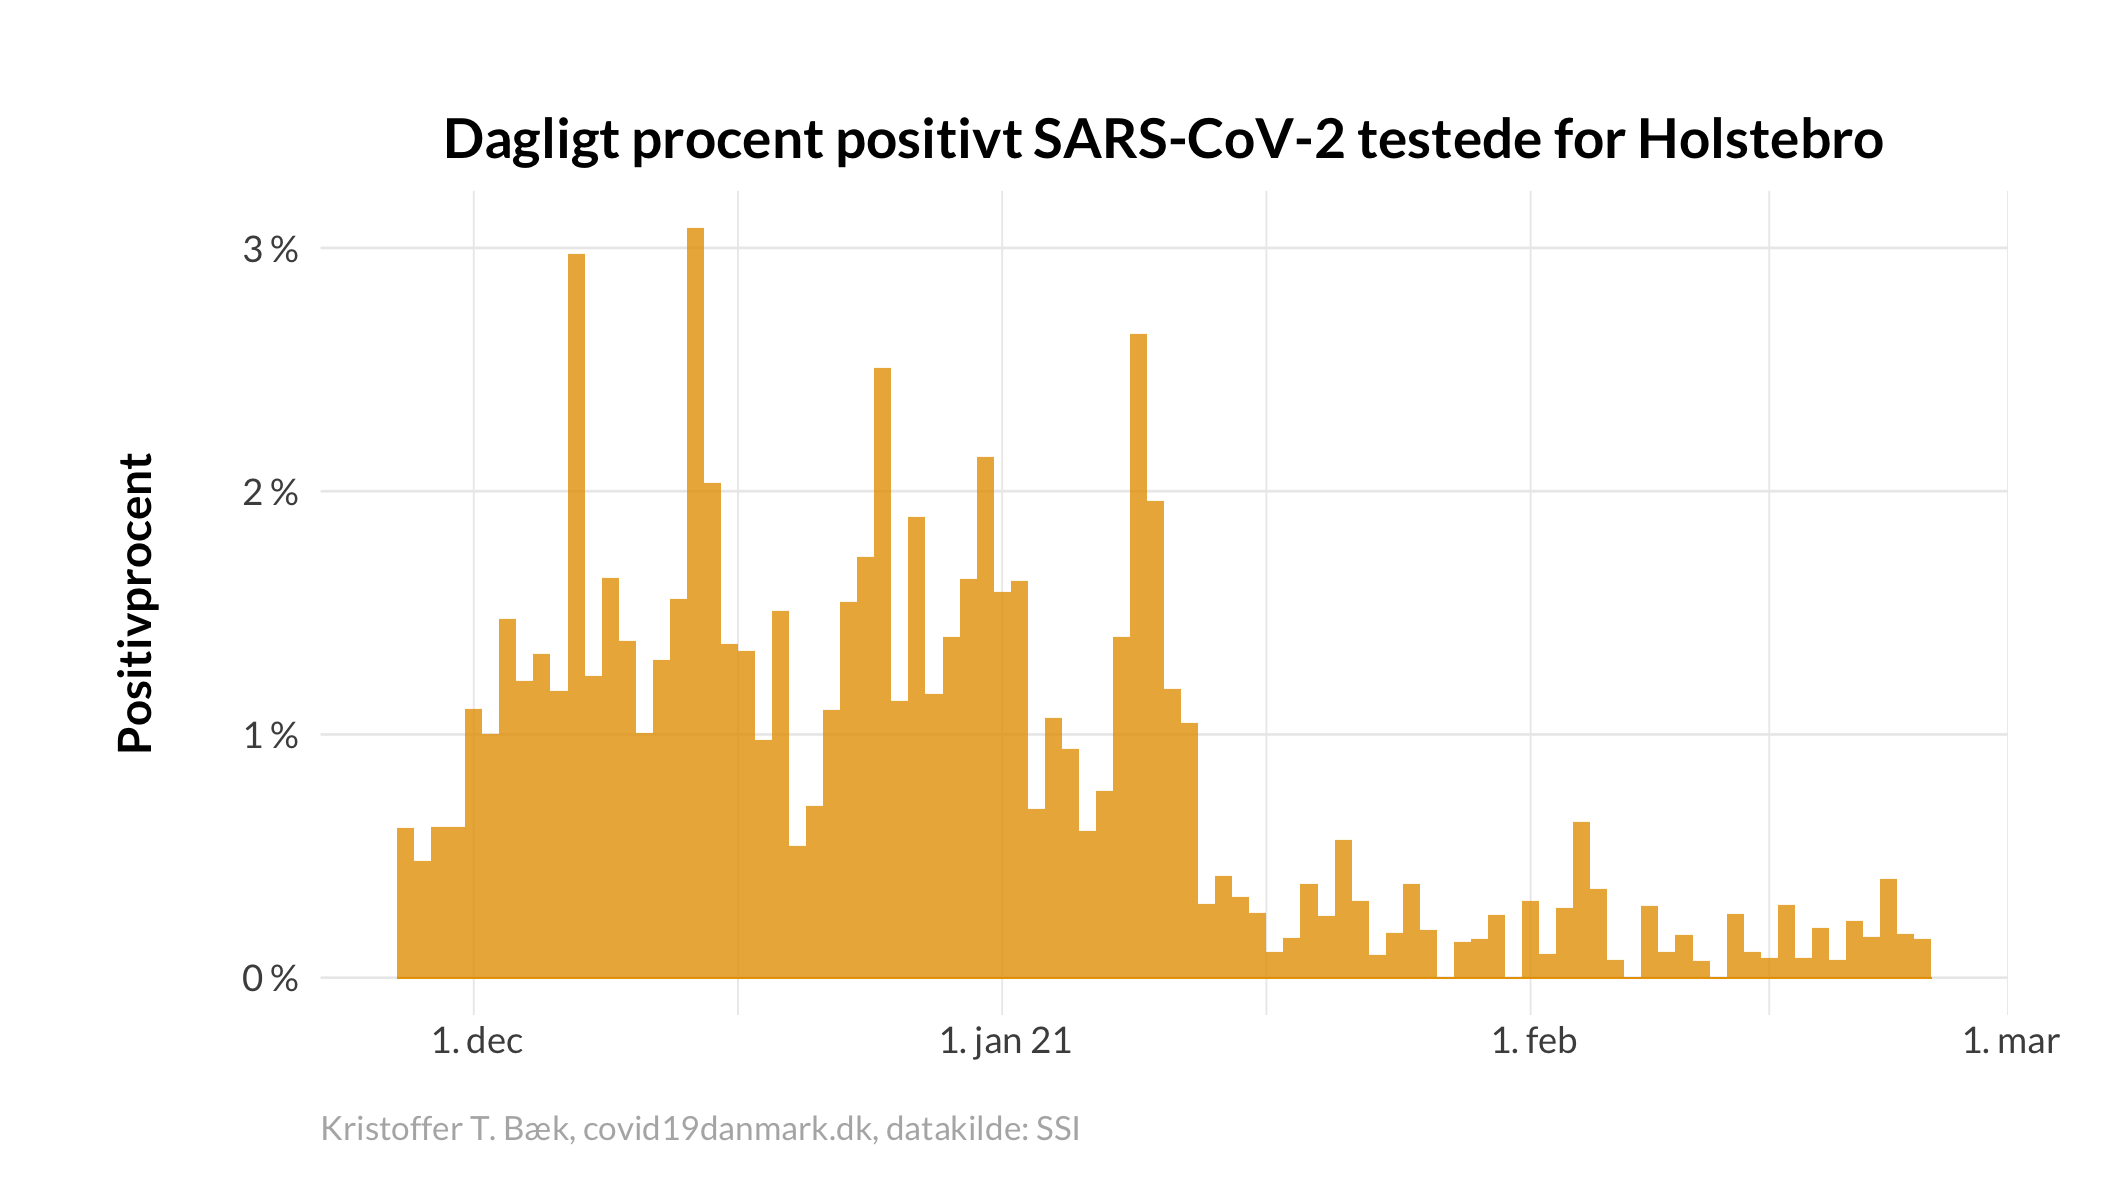 Dagligt procent positivt SARS-CoV-2 testede for Holstebro
Positivprocent
3 %
2 %
1 %
0 %
1. dec
1. jan 21
1. feb
1. mar
Kristoffer T. Bæk, covid19danmark.dk, datakilde: SSI